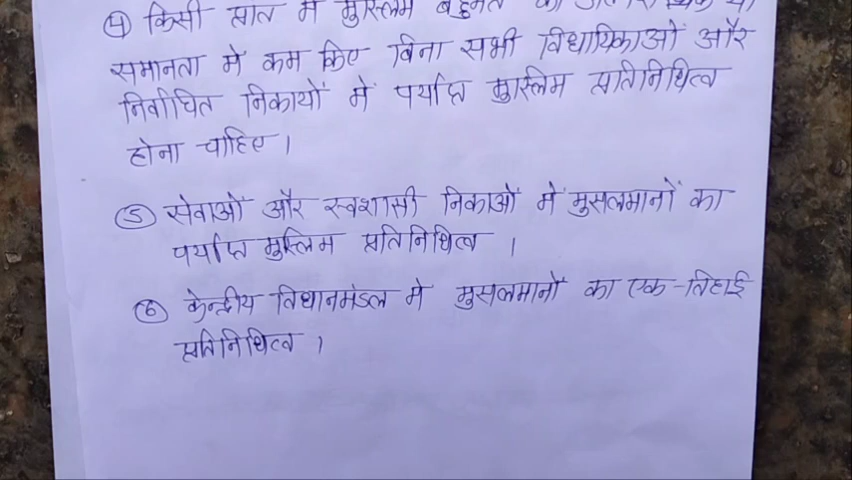 ④ किसी प्रांत में मुस्लिम बहुमत को
समानता में कम किए बिना सभी विधायिकाओं और
निर्वाचित निकायों में पर्याप्त मुस्लिम प्रतिनिधित्व
होना चाहिए ।
⑤ सेवाओं और स्वशासी निकाओं में मुसलमानों का
पर्याप्त मुस्लिम प्रतिनिधित्व ।
⑥ केन्द्रीय विधानमंडल में मुसलमानों का एक-तिहाई
प्रतिनिधित्व ।